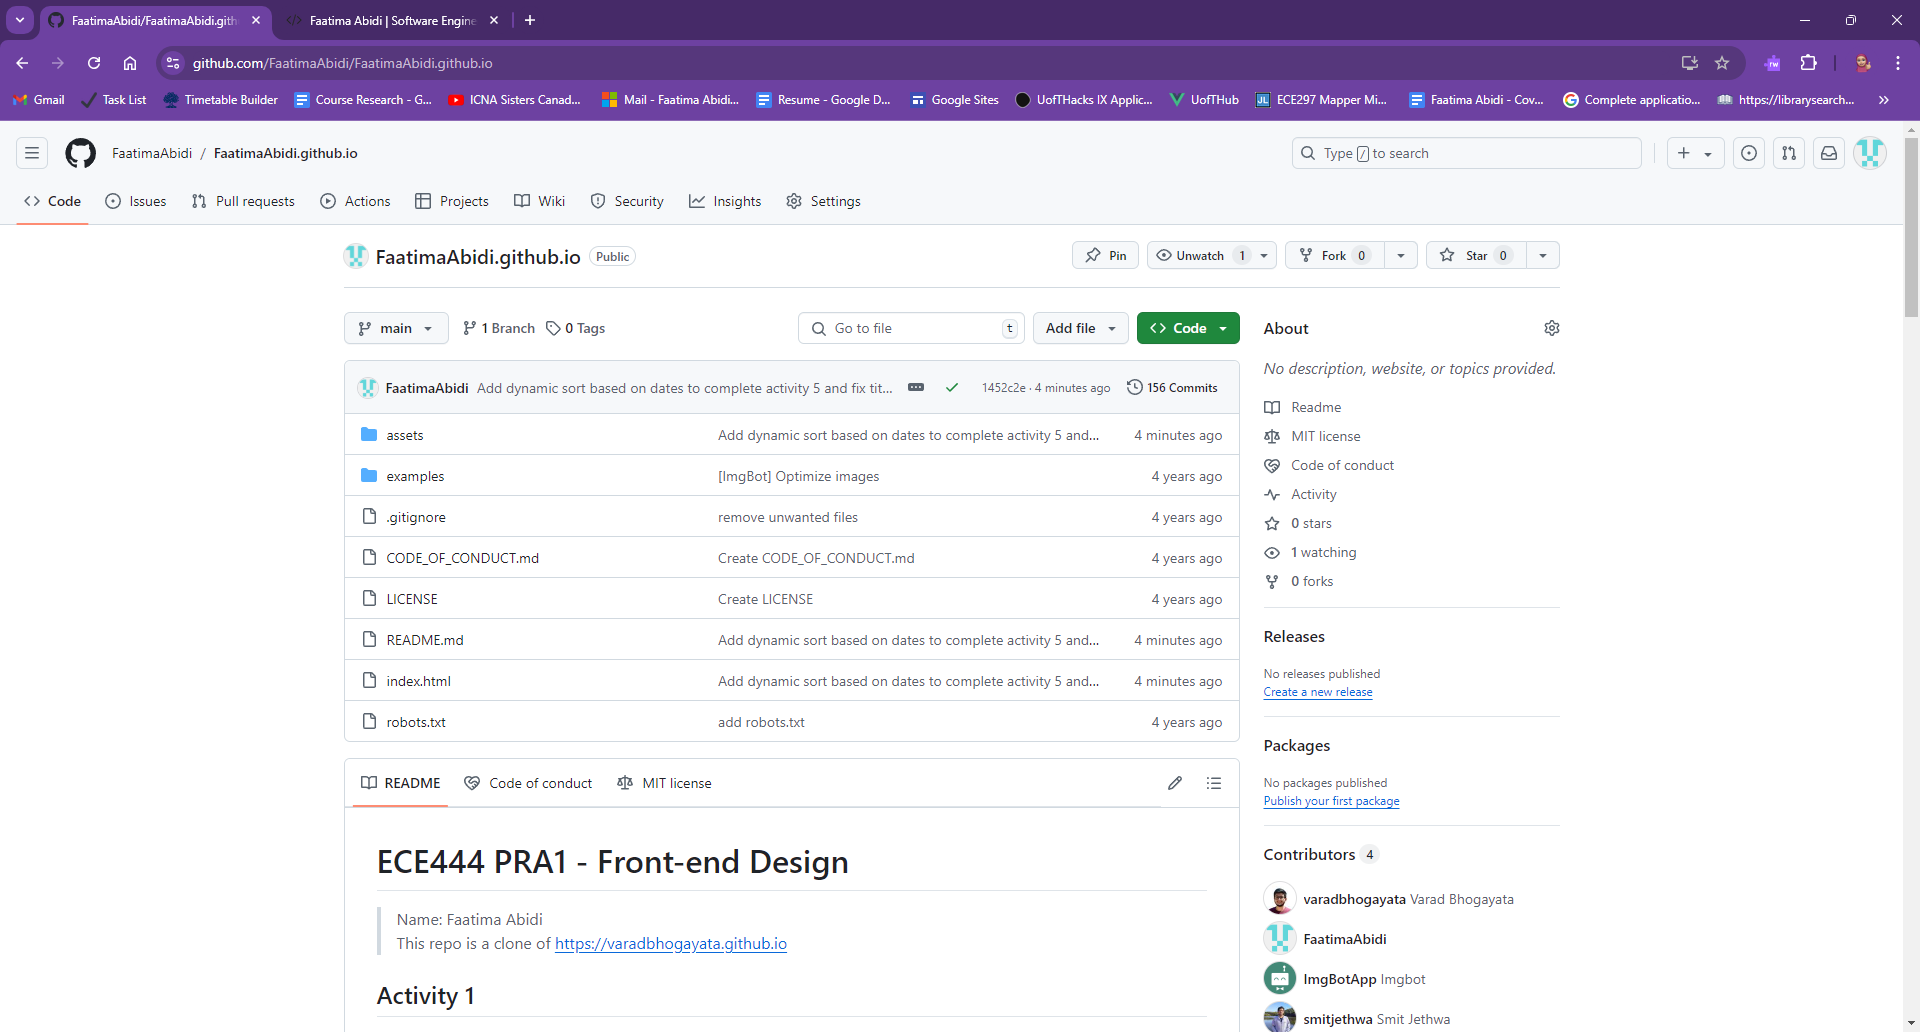 FaatimaAbidi/FaatimaAbidi.gith
Faatima Abidi | Software Engine
github.com/FaatimaAbidi/FaatimaAbidi.github.io
Gmail
Task List
Timetable Builder
Course Research - G...
ICNA Sisters Canad...
Mail - Faatima Abidi...
Resume - Google D...
Google Sites
UofTHacks IX Applic...
UofTHub
ECE297 Mapper Mi...
Faatima Abidi - Cov...
Complete applicatio...
https://librarysearch...
FaatimaAbidi / FaatimaAbidi.github.io
Type / to search
Code
Issues
Pull requests
Actions
Projects
Wiki
Security
Insights
Settings
FaatimaAbidi.github.io Public
Pin
Unwatch 1
Fork 0
Star 0
main
1 Branch
0 Tags
Go to file t
Add file
Code
FaatimaAbidi Add dynamic sort based on dates to complete activity 5 and fix tit... 1452c2e · 4 minutes ago 156 Commits
assets Add dynamic sort based on dates to complete activity 5 and... 4 minutes ago
examples [ImgBot] Optimize images 4 years ago
.gitignore remove unwanted files 4 years ago
CODE_OF_CONDUCT.md Create CODE_OF_CONDUCT.md 4 years ago
LICENSE Create LICENSE 4 years ago
README.md Add dynamic sort based on dates to complete activity 5 and... 4 minutes ago
index.html Add dynamic sort based on dates to complete activity 5 and... 4 minutes ago
robots.txt add robots.txt 4 years ago
README
Code of conduct
MIT license
ECE444 PRA1 - Front-end Design
Name: Faatima Abidi
This repo is a clone of https://varadbhogayata.github.io
Activity 1
About
No description, website, or topics provided.
Readme
MIT license
Code of conduct
Activity
0 stars
1 watching
0 forks
Releases
No releases published
Create a new release
Packages
No packages published
Publish your first package
Contributors 4
varadbhogayata Varad Bhogayata
FaatimaAbidi
ImgBotApp Imgbot
smitjethwa Smit Jethwa